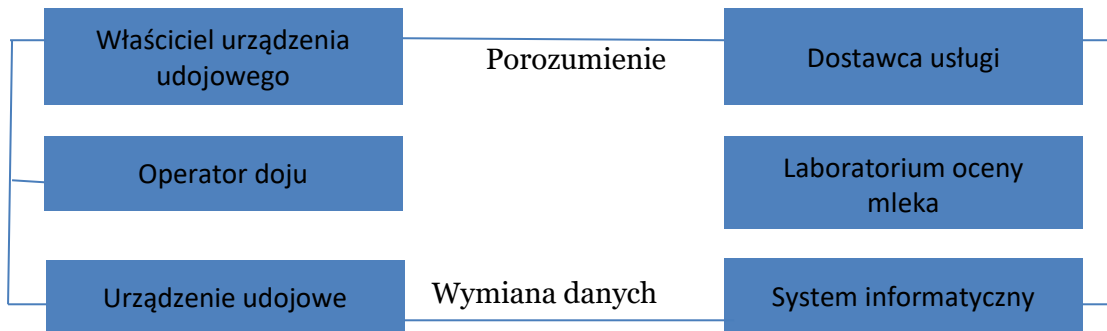 Właściciel urządzenia
udojowego
Porozumienie
Dostawca usługi
Operator doju
Laboratorium oceny
mleka
Urządzenie udojowe
Wymiana danych
System informatyczny